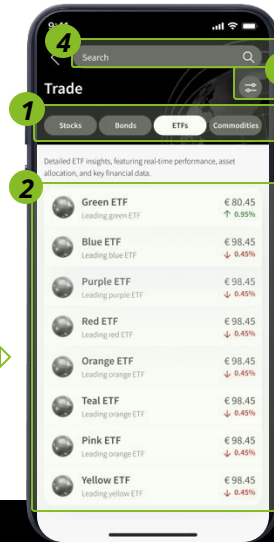 9:41
4
Search
Trade
1
Stocks Bonds ETFs Commodities
Detailed ETF insights, featuring real-time performance, asset
allocation, and key financial data.
2
Green ETF € 80.45
Leading green ETF ↑ 0.95%
Blue ETF € 98.45
Leading blue ETF ↓ 0.45%
Purple ETF € 98.45
Leading purple ETF ↓ 0.45%
Red ETF € 98.45
Leading red ETF ↓ 0.45%
Orange ETF € 98.45
Leading orange ETF ↓ 0.45%
Teal ETF € 98.45
Leading orange ETF ↓ 0.45%
Pink ETF € 98.45
Leading orange ETF ↓ 0.45%
Yellow ETF € 98.45
Leading yellow ETF ↓ 0.45%